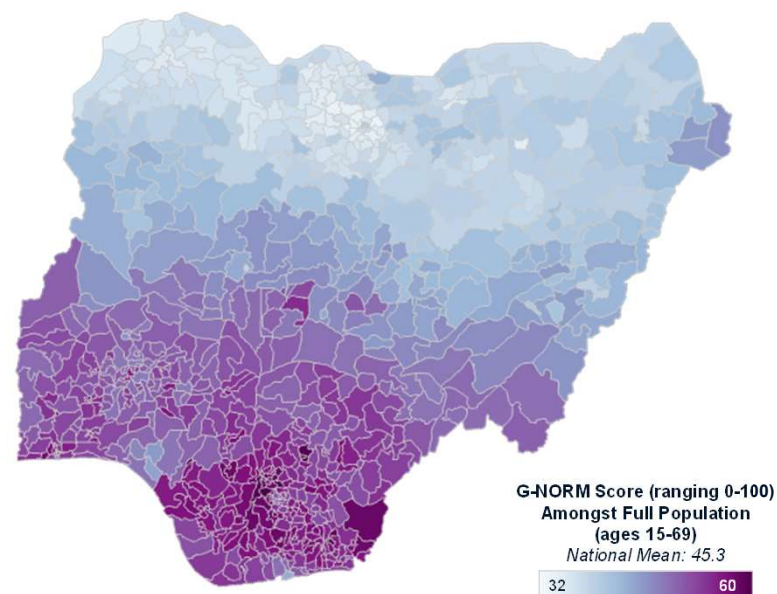 G-NORM Score (ranging 0-100)
Amongst Full Population
(ages 15-69)
National Mean: 45.3
32 60